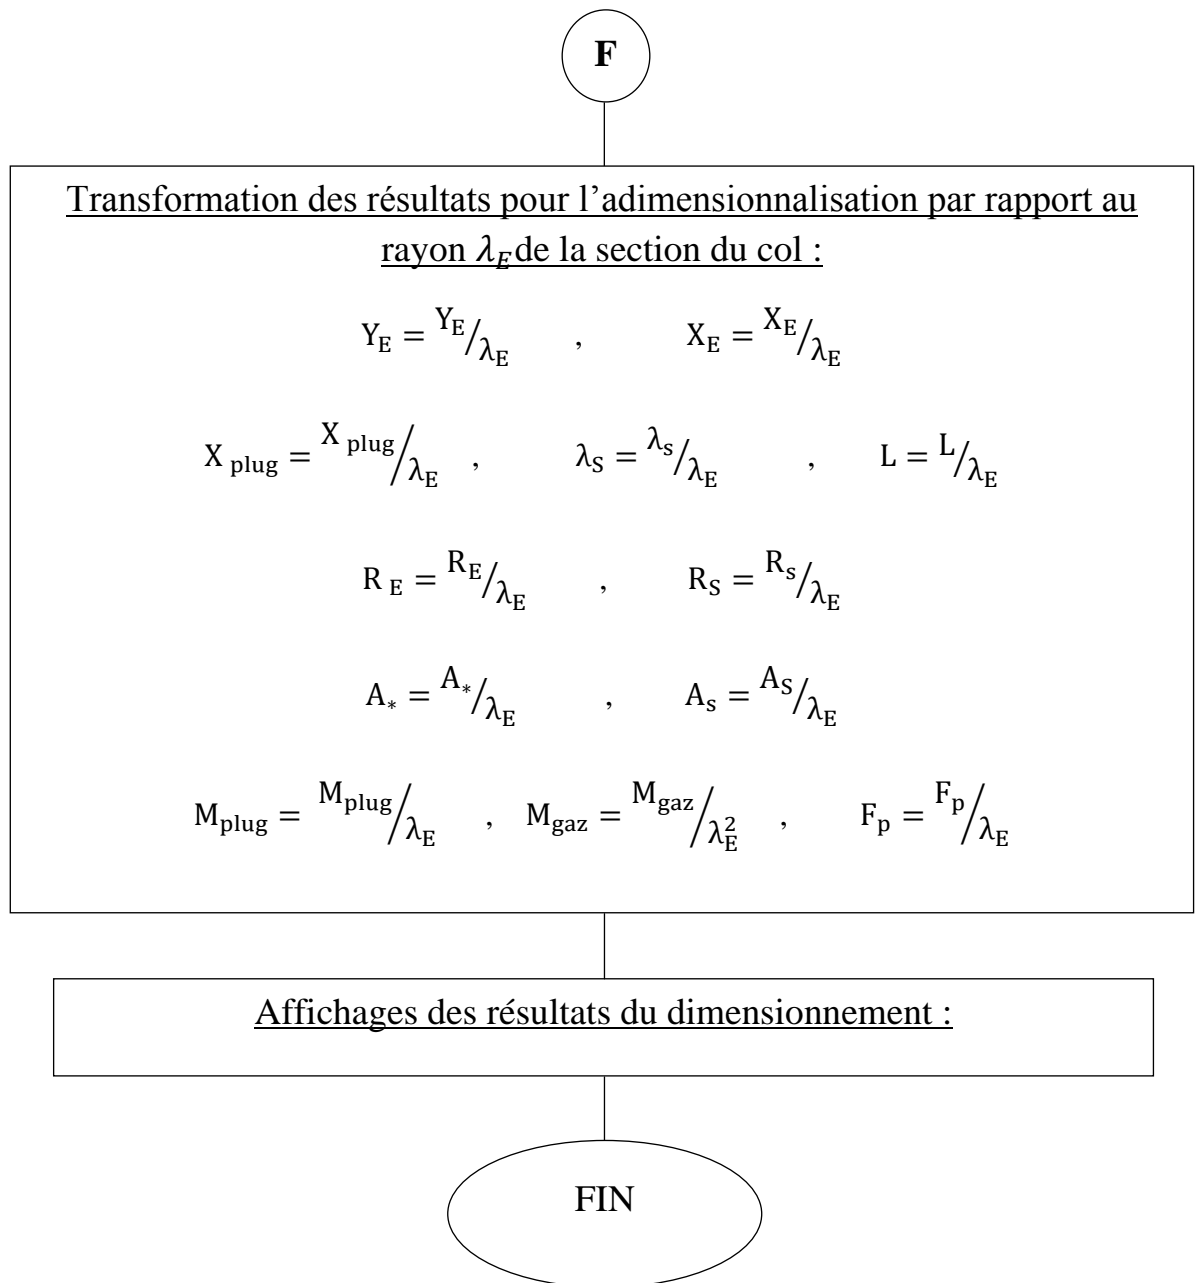 F
Transformation des résultats pour l’adimensionnalisation par rapport au
rayon λ_E de la section du col :
Y_E = Y_E/λ_E , X_E = X_E/λ_E
X_plug = X_plug/λ_E , λ_S = λ_s/λ_E , L = L/λ_E
R_E = R_E/λ_E , R_S = R_s/λ_E
A_* = A_*/λ_E , A_s = A_S/λ_E
M_plug = M_plug/λ_E , M_gaz = M_gaz/λ_E^2 , F_p = F_p/λ_E
Affichages des résultats du dimensionnement :
FIN